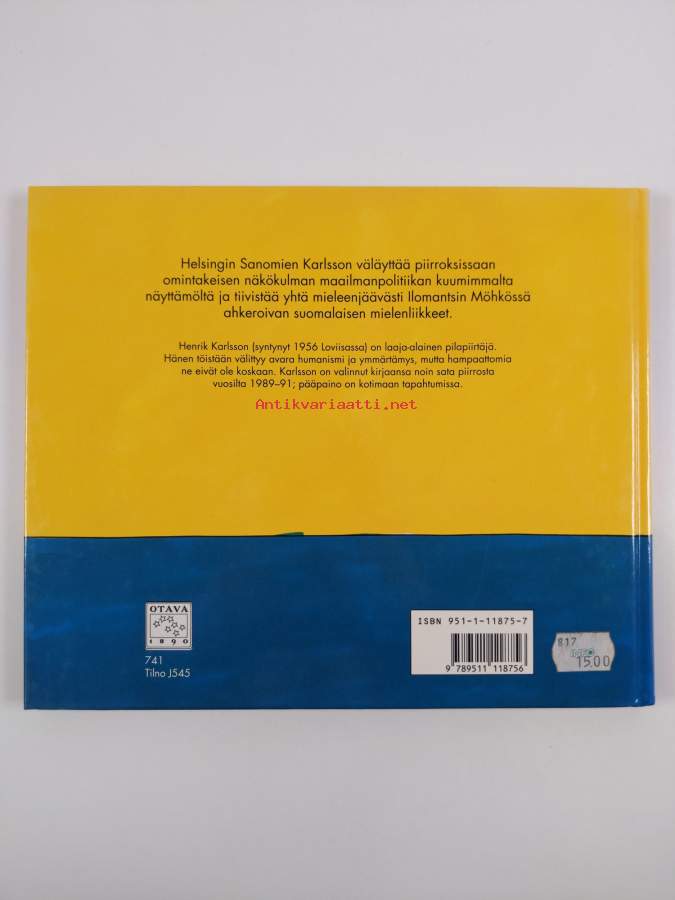 Helsingin Sanomien Karlsson väläyttää piirroksissaan
omintakeisen näkökulman maailmanpolitiikan kuumimmalta
näyttämöltä ja tiivistää yhtä mieleenjäävästi Ilomantsin Möhkössä
ahkeroivan suomalaisen mielenliikkeet.
Henrik Karlsson (syntynyt 1956 Loviisassa) on laaja-alainen pilapiirtäjä.
Hänen töistään välittyy avara humanismi ja ymmärtämys, mutta hampaattomia
ne eivät ole koskaan. Karlsson on valinnut kirjaansa noin sata piirrosta
vuosilta 1989–91; pääpaino on kotimaan tapahtumissa.
Antikvariaatti.net
OTAVA
1890
741
Tilno J545
ISBN 951-1-11875-7
9 789511 118756
817
INFO
15.00